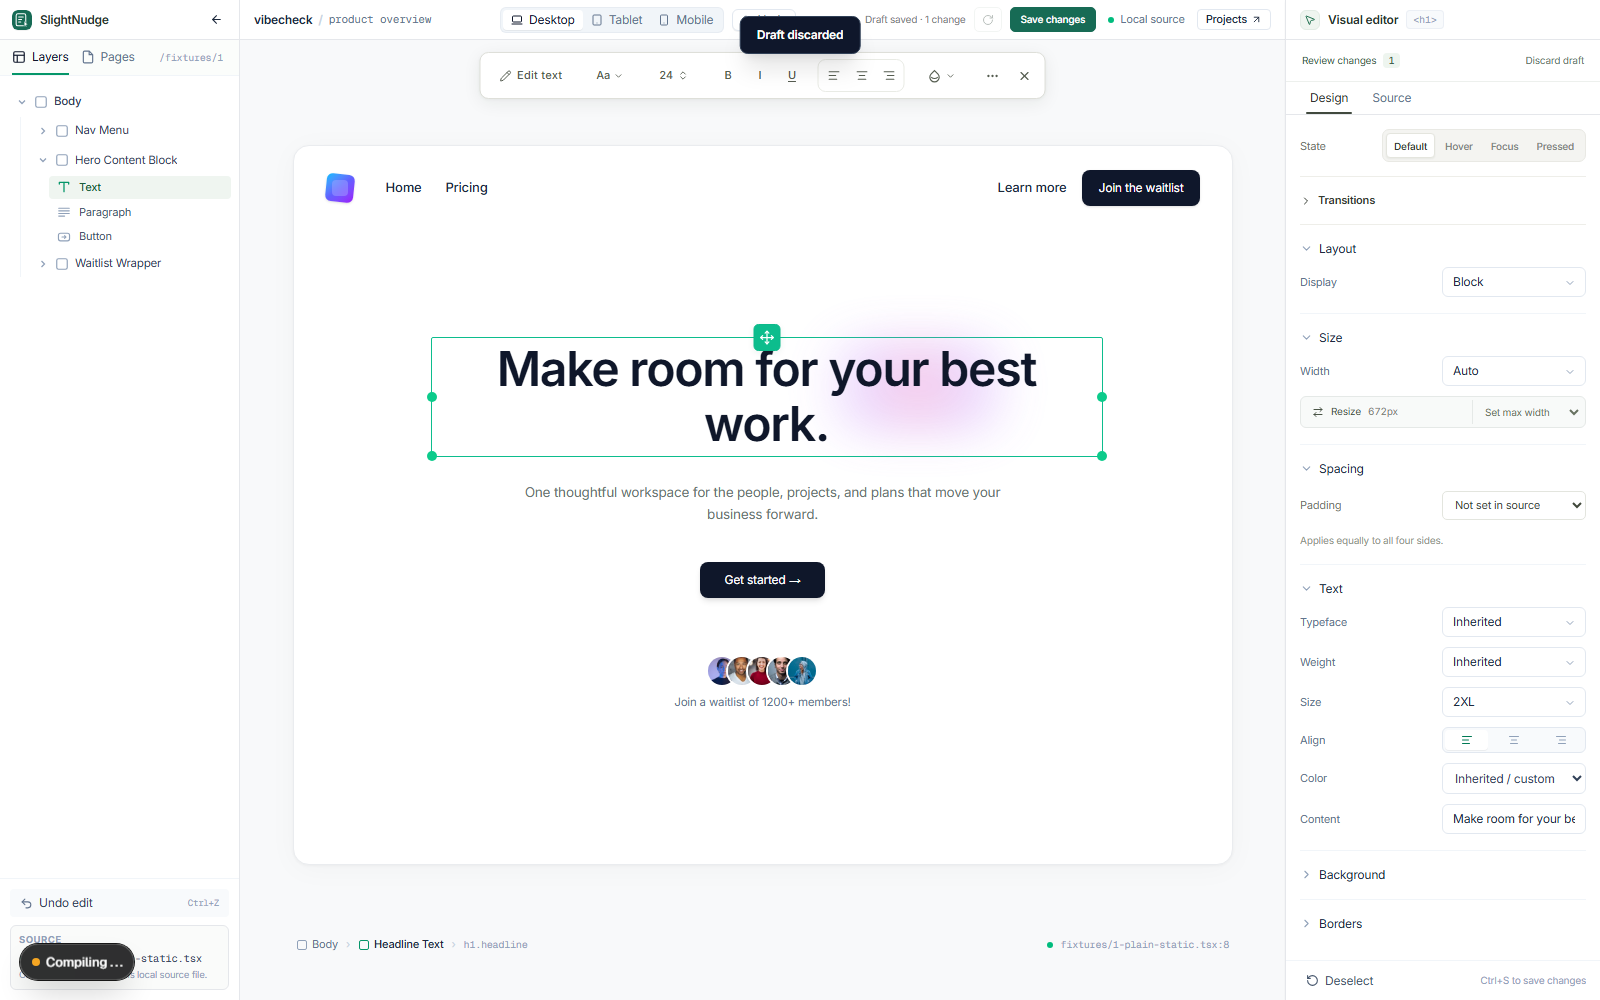 SlightNudge
vibecheck / product overview
Desktop
Tablet
Mobile
Draft discarded
Draft saved · 1 change
Save changes
Local source
Projects
Visual editor
<h1>
Layers
Pages
/fixtures/1
Edit text
Aa
24
B
I
U
Review changes 1
Discard draft
Body
Nav Menu
Hero Content Block
Text
Paragraph
Button
Waitlist Wrapper
Home
Pricing
Learn more
Join the waitlist
Make room for your best
work.
One thoughtful workspace for the people, projects, and plans that move your
business forward.
Get started →
Join a waitlist of 1200+ members!
Design
Source
State
Default
Hover
Focus
Pressed
Transitions
Layout
Display
Block
Size
Width
Auto
Resize 672px
Set max width
Spacing
Padding
Not set in source
Applies equally to all four sides.
Text
Typeface
Inherited
Weight
Inherited
Size
2XL
Align
Color
Inherited / custom
Content
Make room for your be
Background
Borders
Undo edit
Ctrl+Z
SOURCE
Compiling ...
-static.tsx
local source file.
Body
Headline Text
h1.headline
fixtures/1-plain-static.tsx:8
Deselect
Ctrl+S to save changes